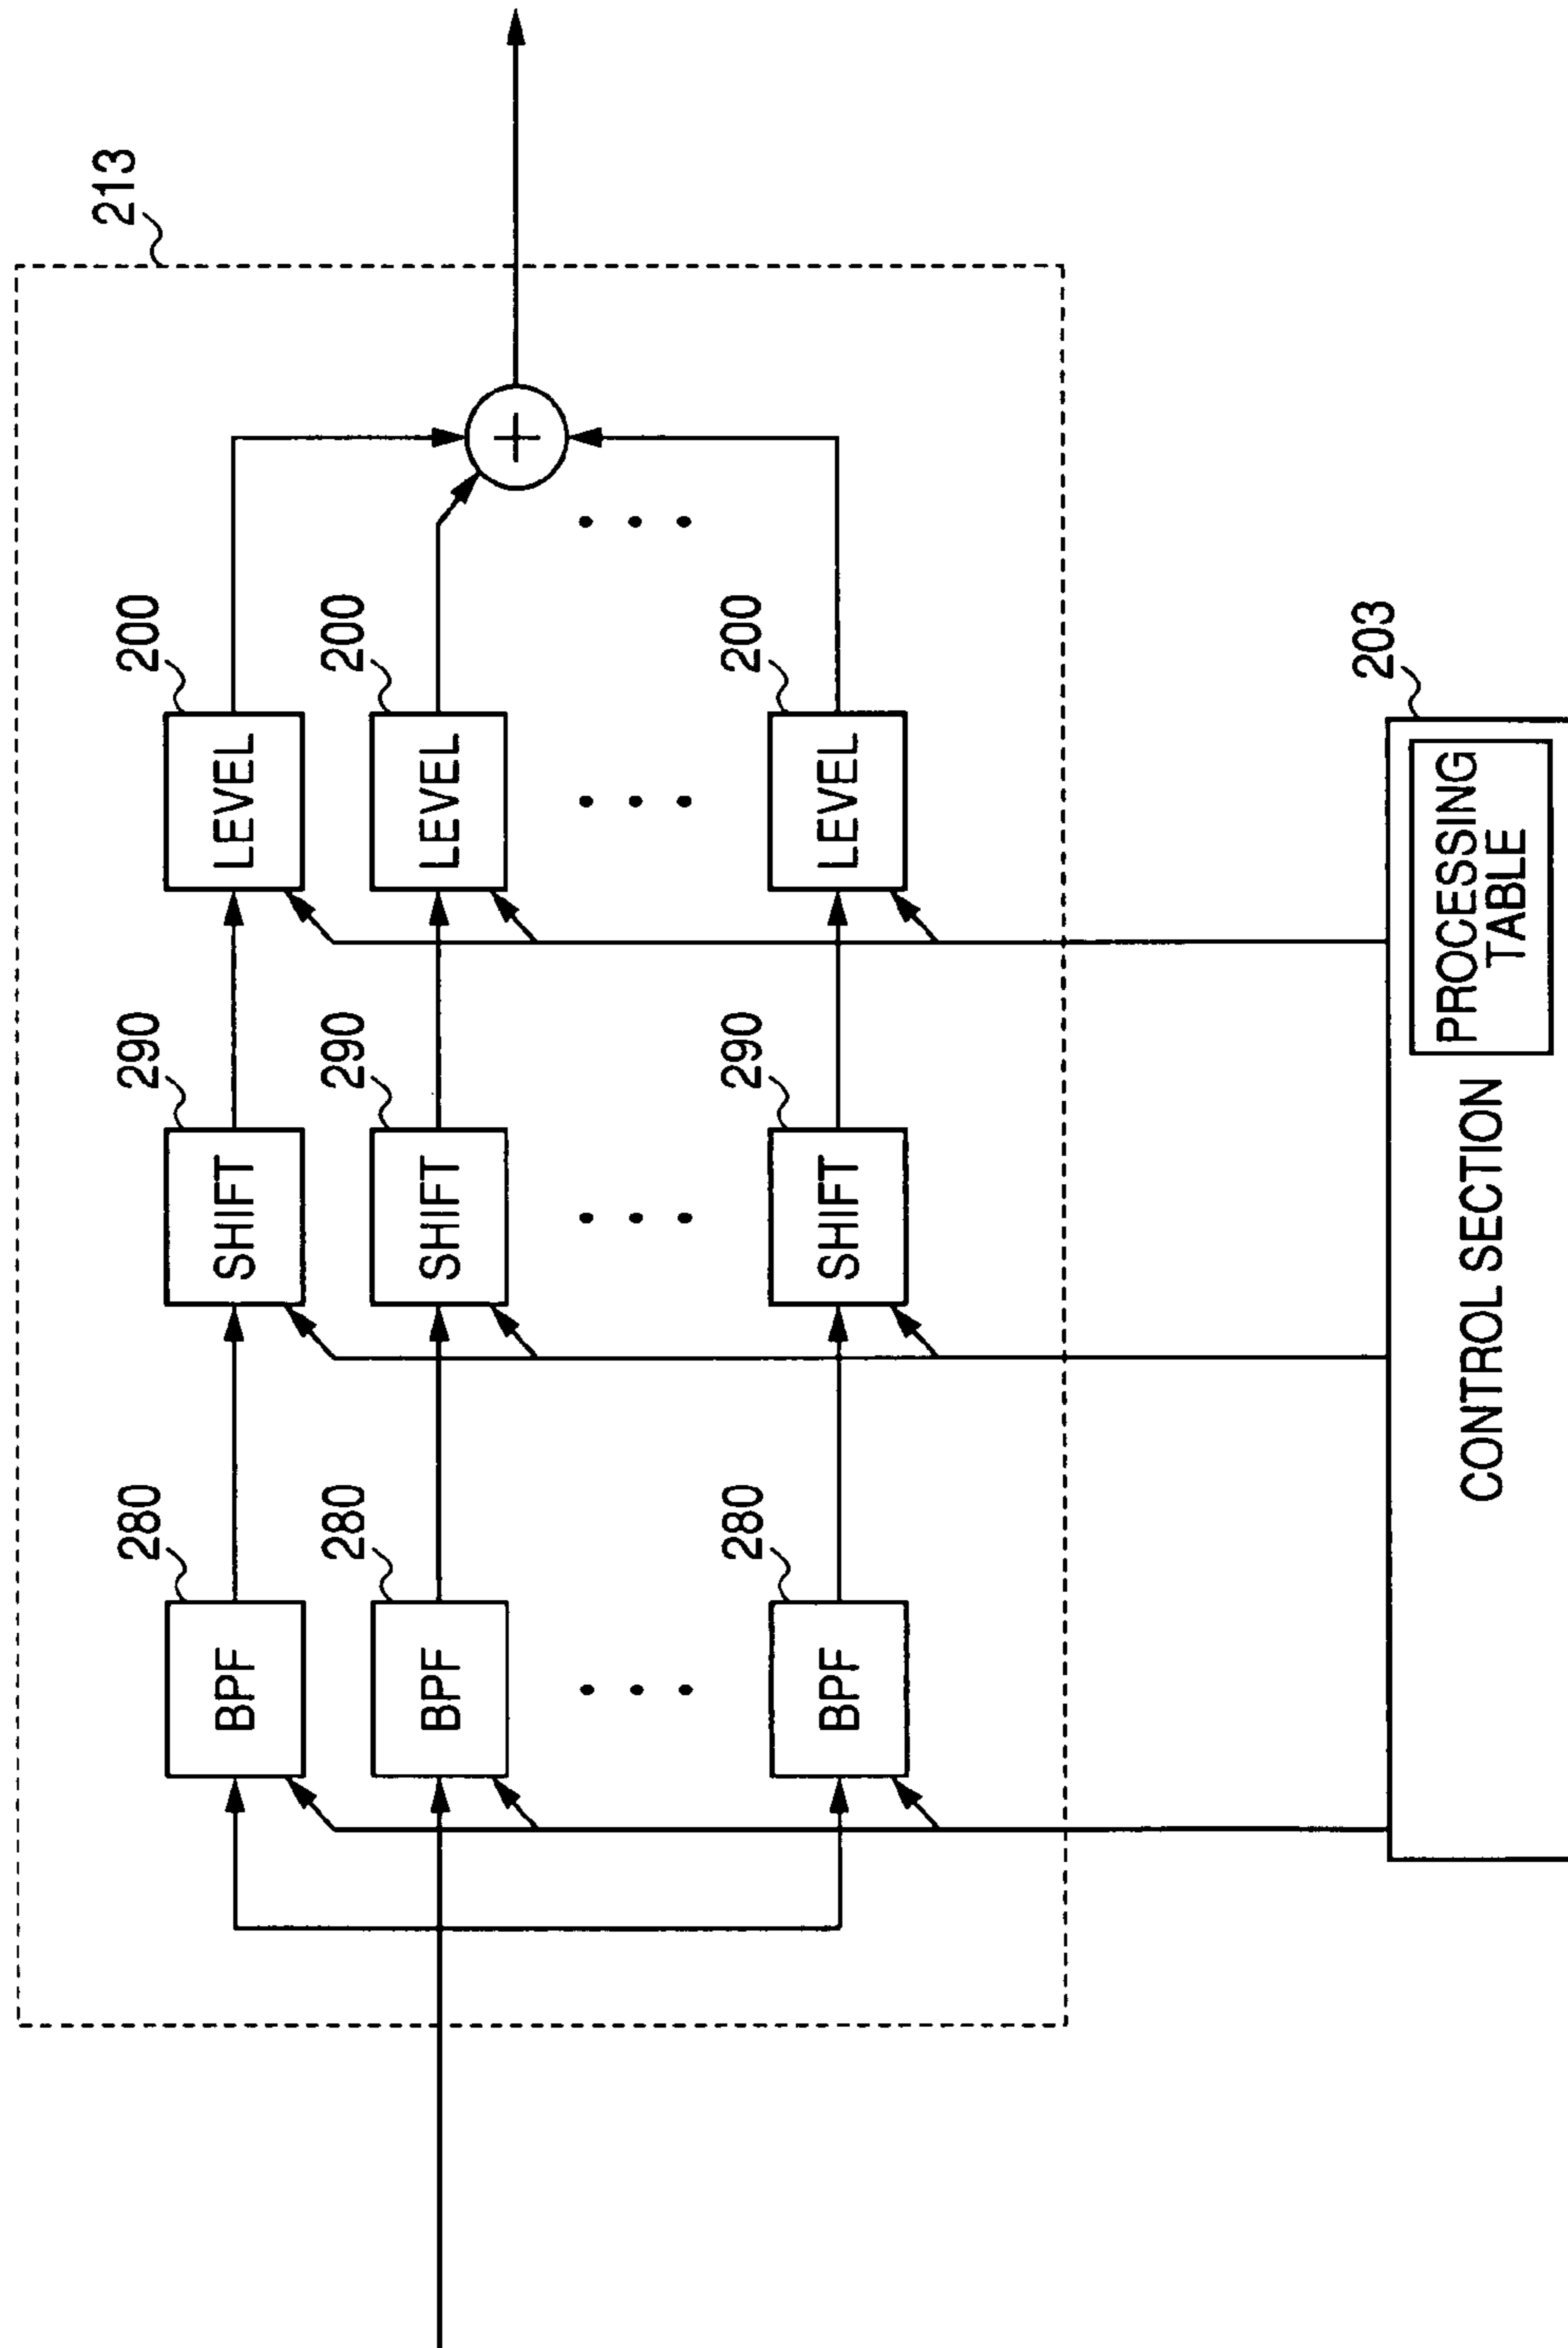 213
280
290
200
BPF
SHIFT
LEVEL
280
290
200
BPF
SHIFT
LEVEL
+
. . .
. . .
. . .
. . .
280
290
200
BPF
SHIFT
LEVEL
203
CONTROL SECTION
PROCESSING
TABLE